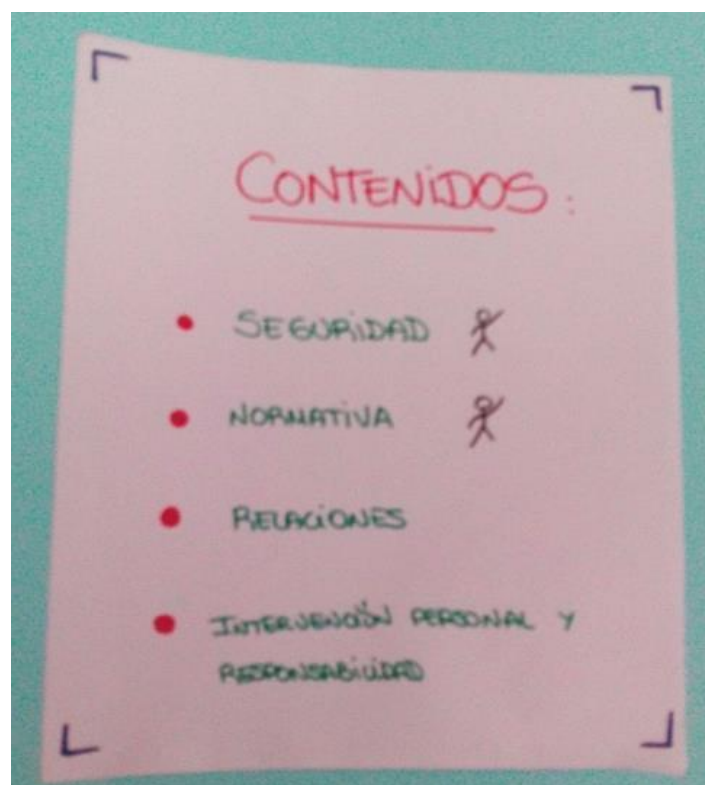 CONTENiDOS:
SEGURiDAD
NORMATiVA
RELACiONES
INTERVENCIÓN PERSONAL Y
RESPONSABiLiDAD